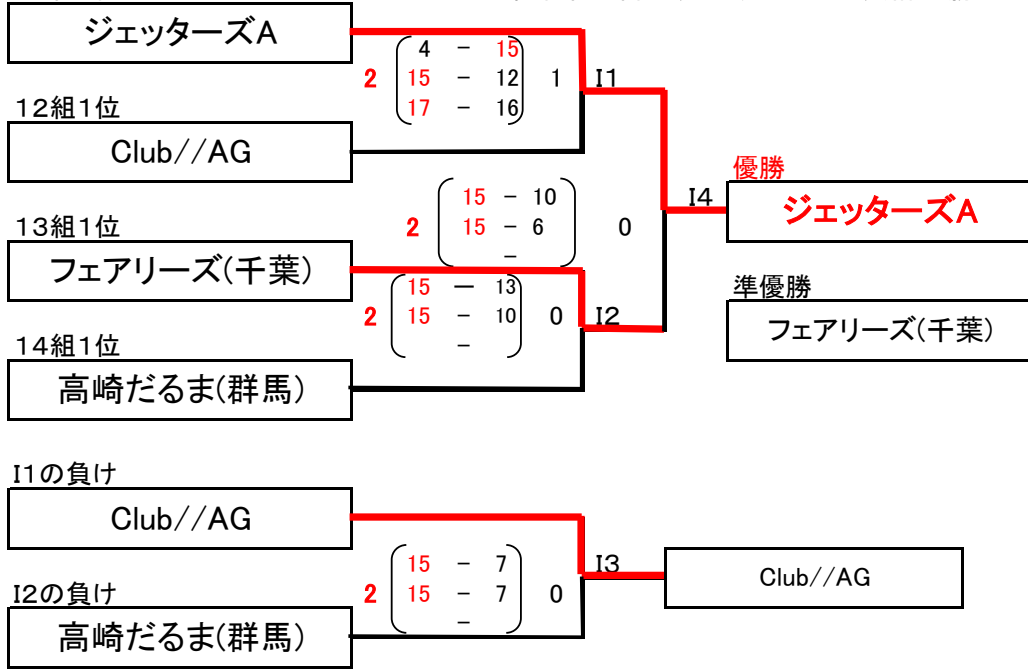 ジェッターズA
2 4 － 15 1 I1
15 － 12
17 － 16
12組1位
Club//AG
優勝
I4 ジェッターズA
2 15 － 10 0
15 － 6
－
13組1位
フェアリーズ(千葉)
準優勝
フェアリーズ(千葉)
2 15 － 13 0 I2
15 － 10
－
14組1位
高崎だるま(群馬)
I1の負け
Club//AG
2 15 － 7 0 I3
15 － 7
－
Club//AG
I2の負け
高崎だるま(群馬)